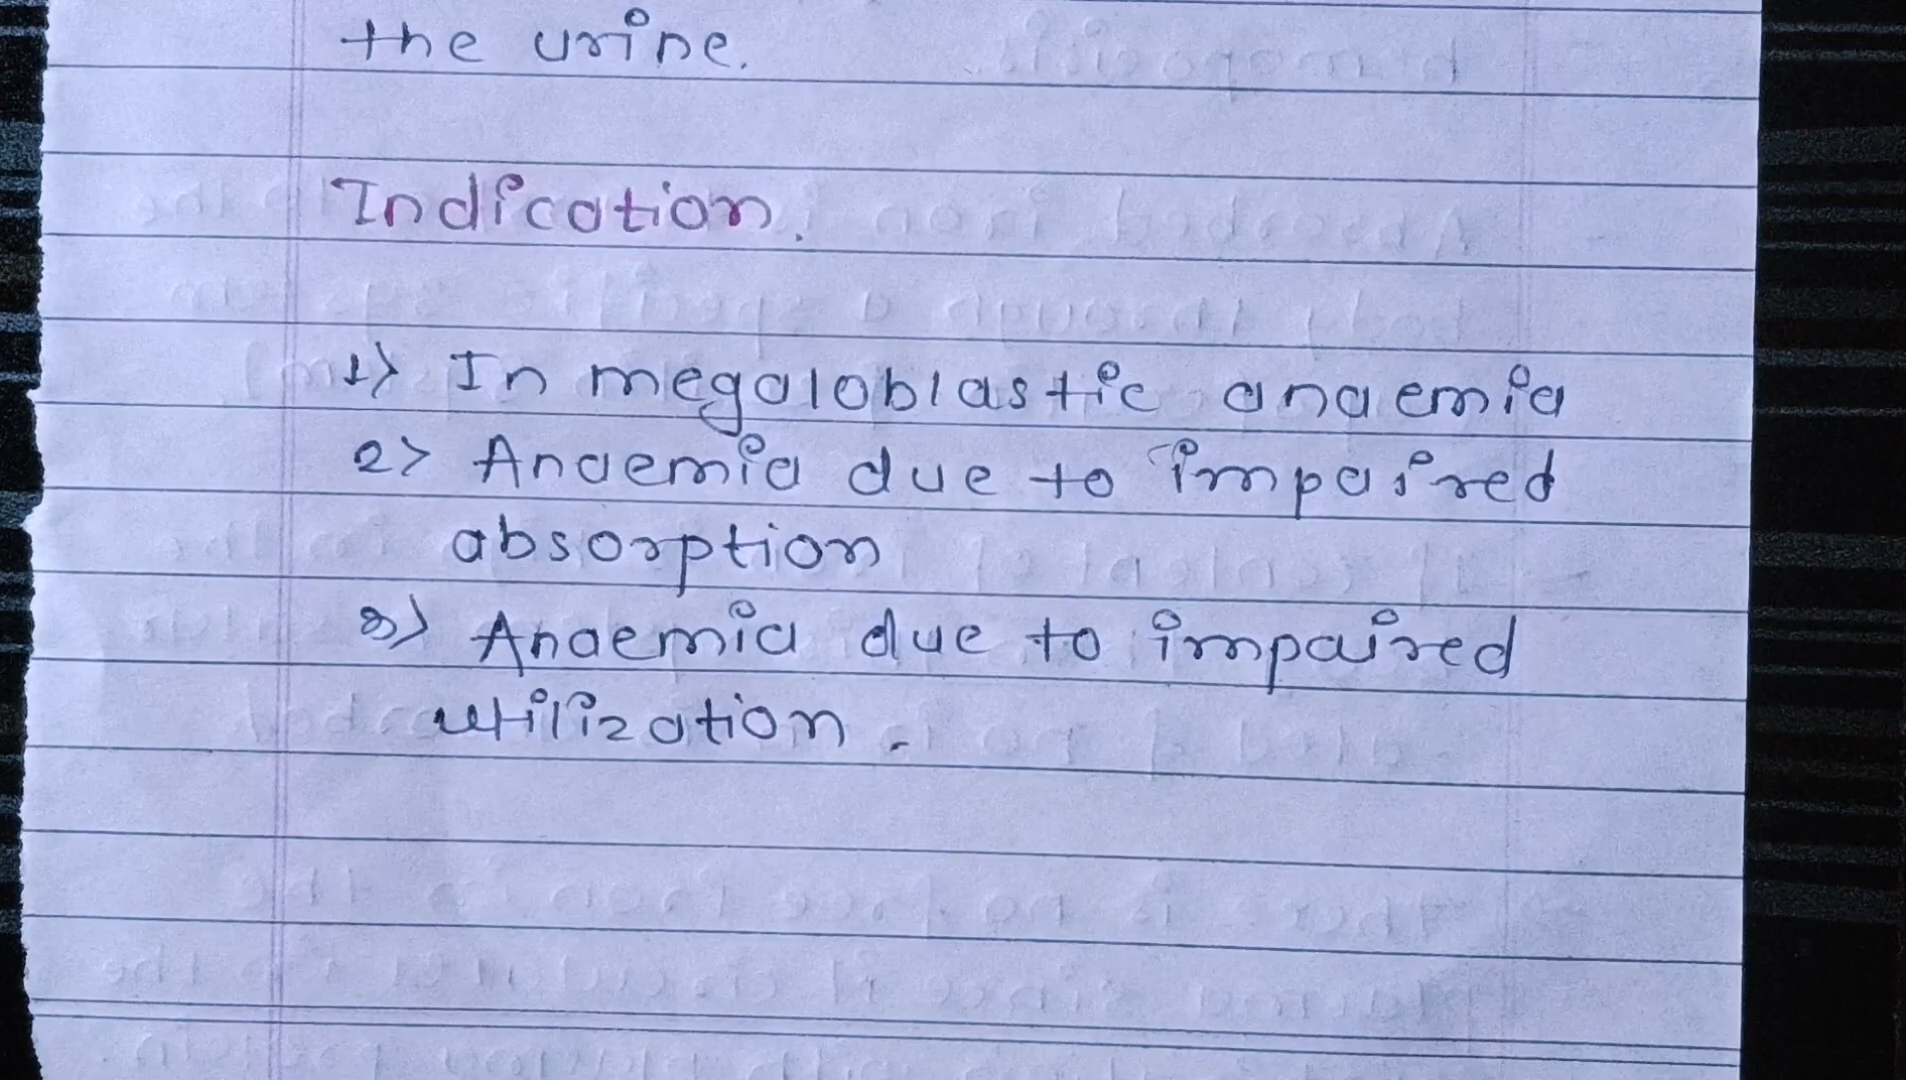 the urine.
Indication.
1) In megaloblastic anaemia
2) Anaemia due to impaired
absorption
3) Anaemia due to impaired
utilization.